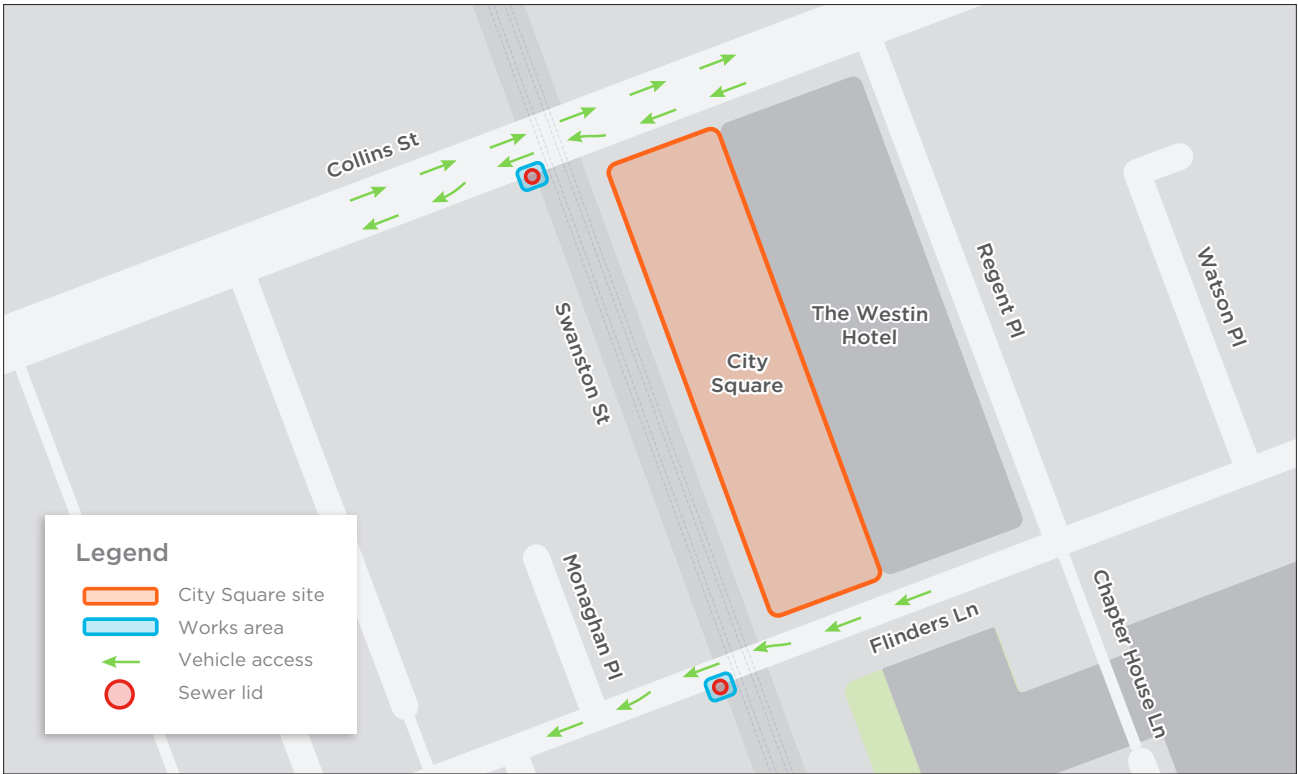 Collins St
Swanston St
City
Square
The Westin
Hotel
Regent Pl
Watson Pl
Monaghan Pl
Flinders Ln
Chapter House Ln
Legend
City Square site
Works area
Vehicle access
Sewer lid